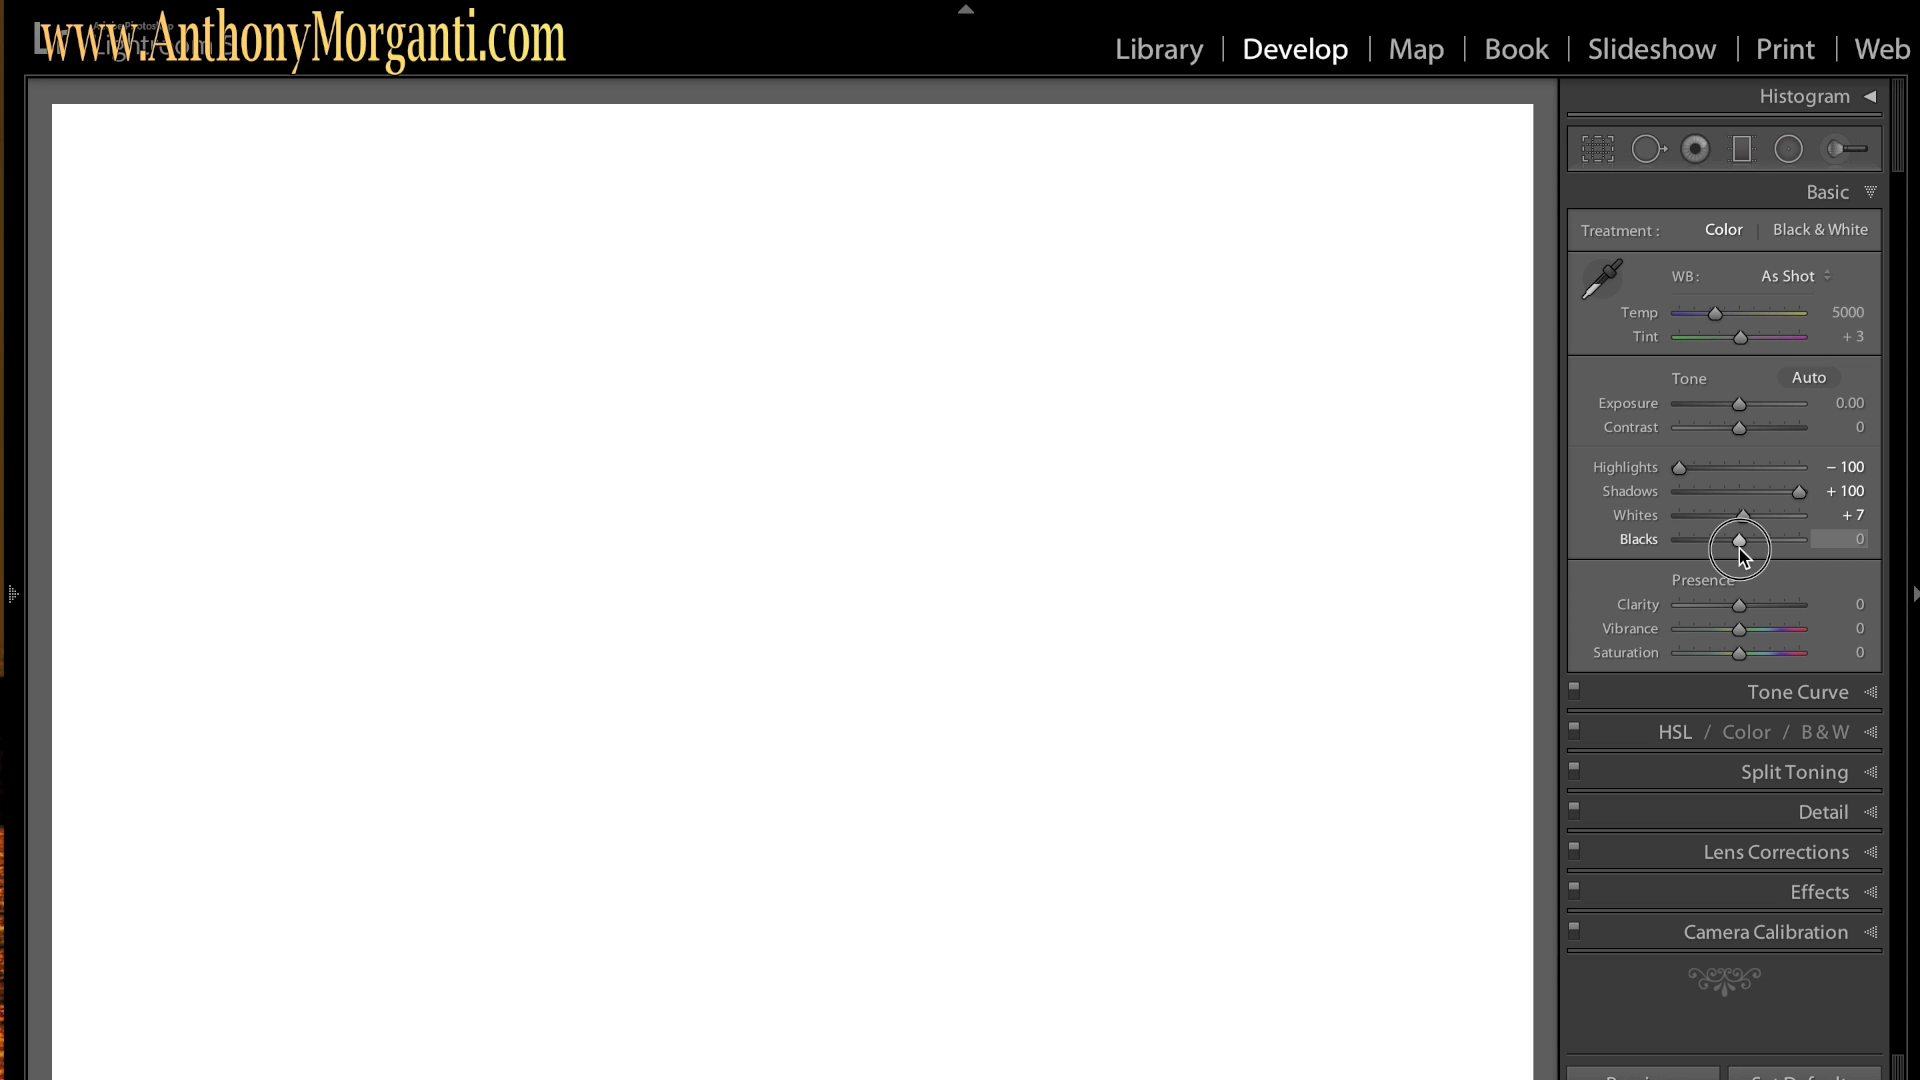 www.AnthonyMorganti.com
Library | Develop | Map | Book | Slideshow | Print | Web
Histogram
Basic
Treatment : Color | Black & White
WB: As Shot
Temp 5000
Tint + 3
Tone Auto
Exposure 0.00
Contrast 0
Highlights – 100
Shadows + 100
Whites + 7
Blacks 0
Presence
Clarity 0
Vibrance 0
Saturation 0
Tone Curve
HSL / Color / B & W
Split Toning
Detail
Lens Corrections
Effects
Camera Calibration